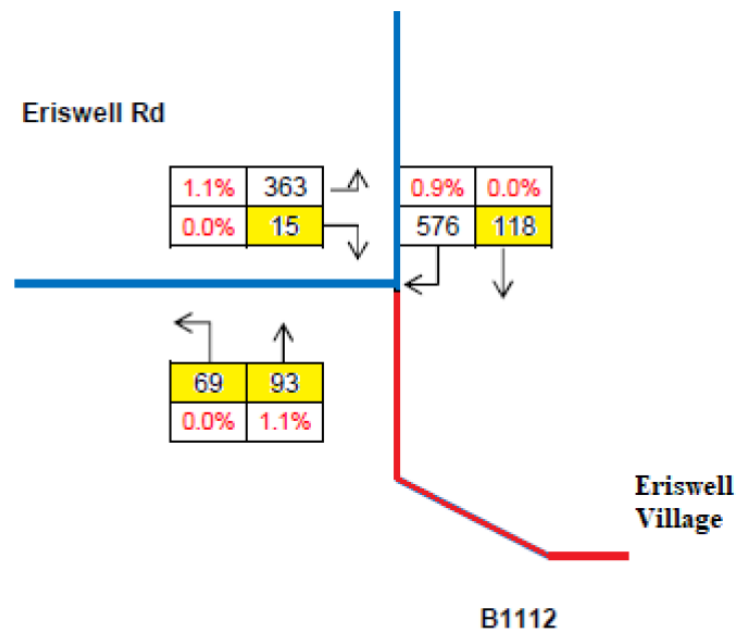 Eriswell Rd
1.1% 363
0.0% 15
0.9% 0.0%
576 118
69 93
0.0% 1.1%
Eriswell
Village
B1112